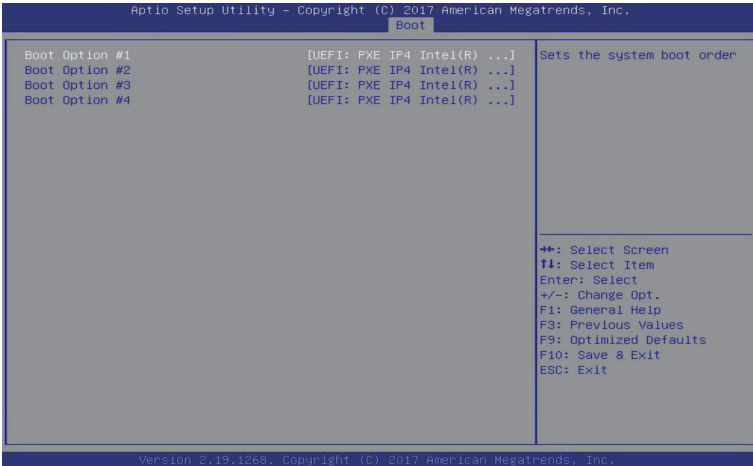 Aptio Setup Utility – Copyright (C) 2017 American Megatrends, Inc.
Boot
Boot Option #1 [UEFI: PXE IP4 Intel(R) ...]
Boot Option #2 [UEFI: PXE IP4 Intel(R) ...]
Boot Option #3 [UEFI: PXE IP4 Intel(R) ...]
Boot Option #4 [UEFI: PXE IP4 Intel(R) ...]
Sets the system boot order
→←: Select Screen
↑↓: Select Item
Enter: Select
+/-: Change Opt.
F1: General Help
F3: Previous Values
F9: Optimized Defaults
F10: Save & Exit
ESC: Exit
Version 2.19.1268. Copyright (C) 2017 American Megatrends, Inc.